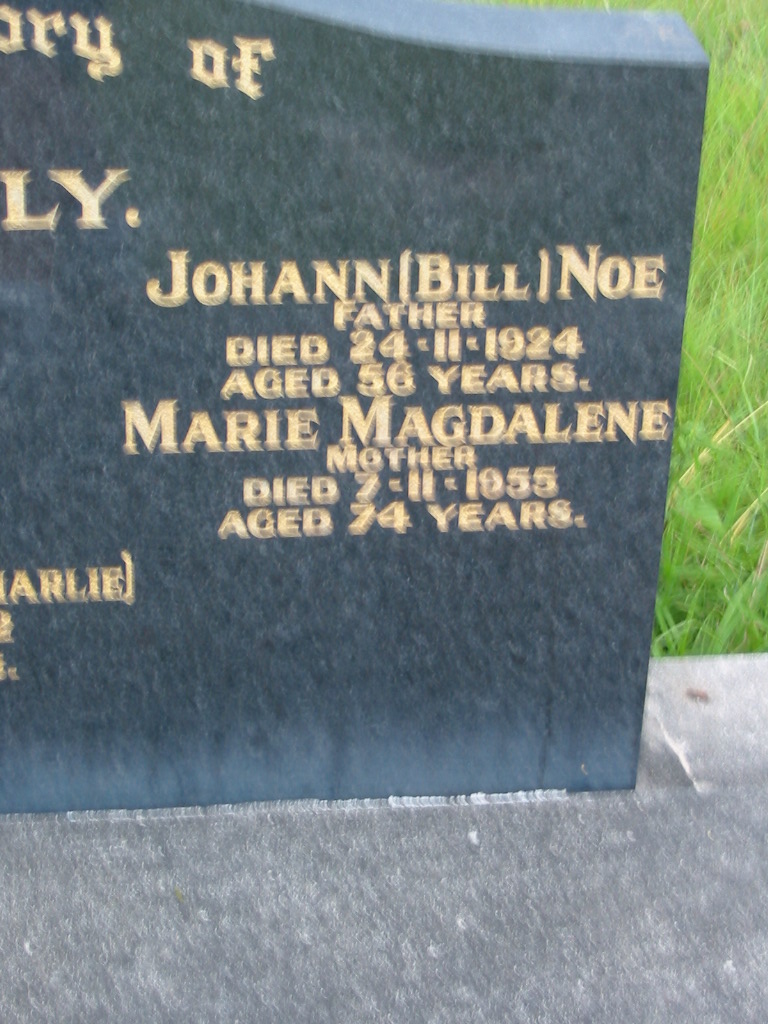 ory of
LY.
JOHANN (BILL) NOE
FATHER
DIED 24-11-1924
AGED 56 YEARS.
MARIE MAGDALENE
MOTHER
DIED 7-11-1955
AGED 74 YEARS.
HARLIE)